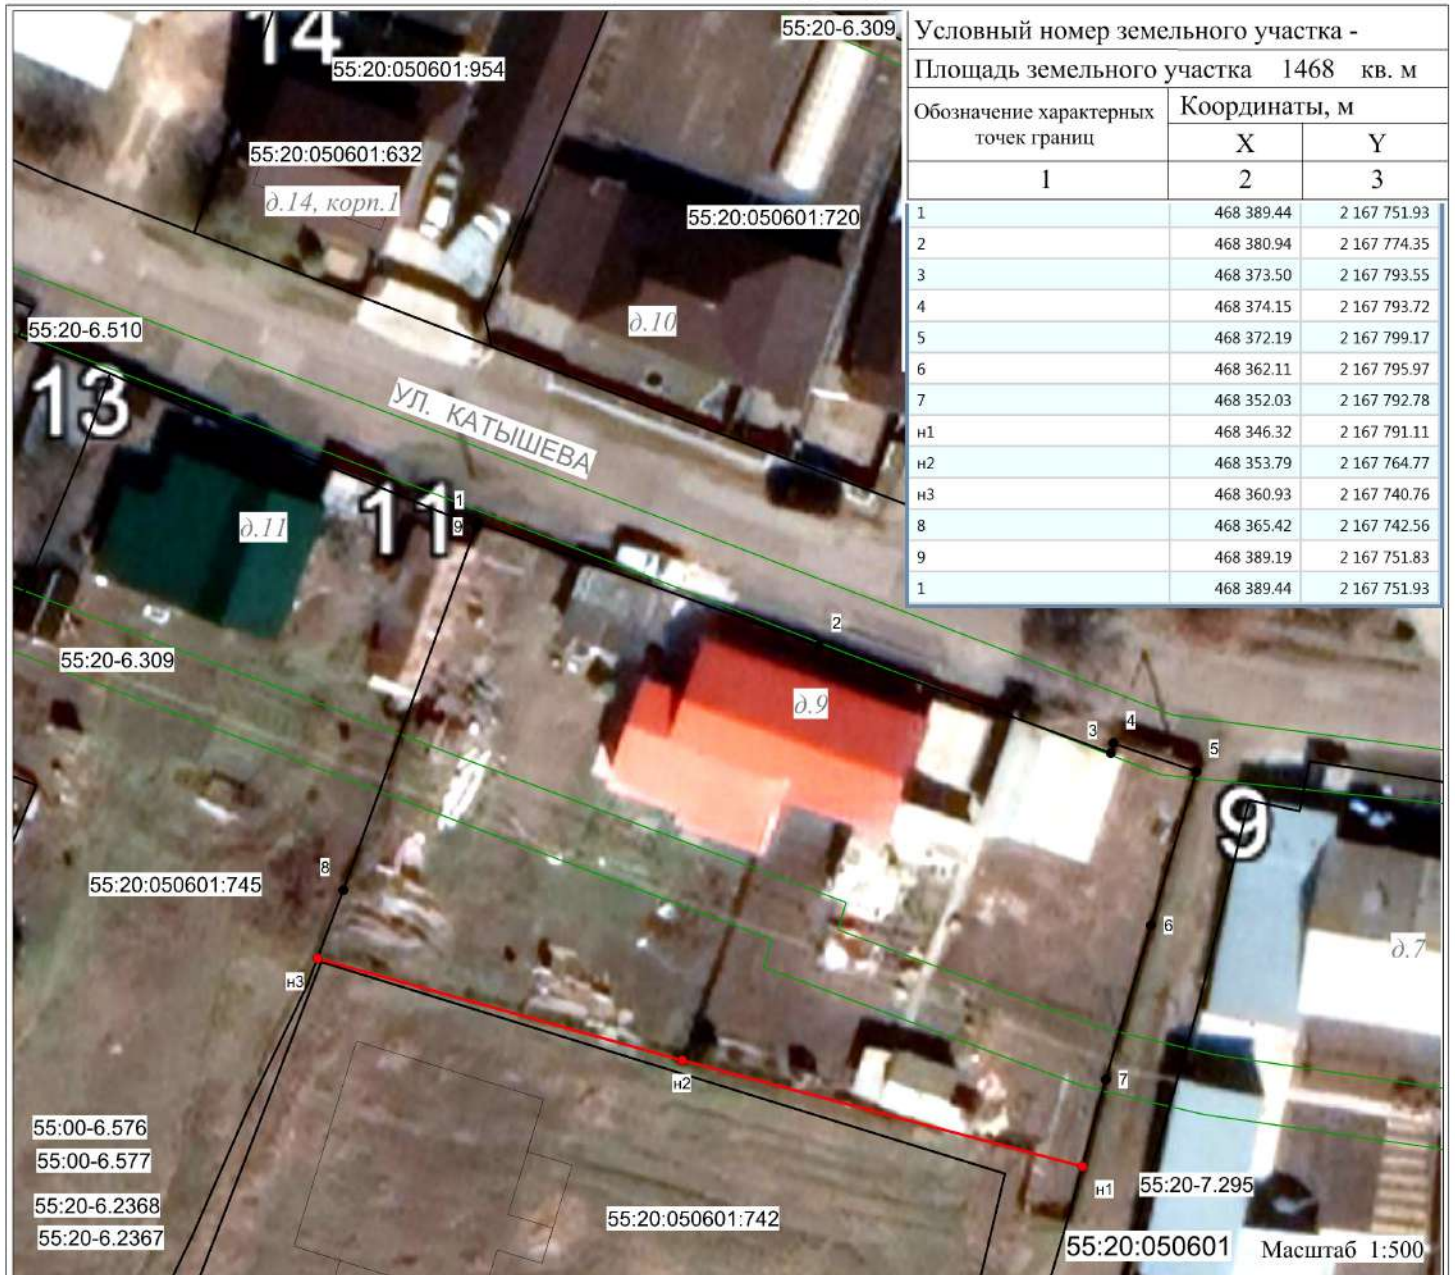 Условный номер земельного участка -
Площадь земельного участка 1468 кв. м
Обозначение характерных точек границ
Координаты, м
X Y
1 2 3
1 468 389.44 2 167 751.93
2 468 380.94 2 167 774.35
3 468 373.50 2 167 793.55
4 468 374.15 2 167 793.72
5 468 372.19 2 167 799.17
6 468 362.11 2 167 795.97
7 468 352.03 2 167 792.78
н1 468 346.32 2 167 791.11
н2 468 353.79 2 167 764.77
н3 468 360.93 2 167 740.76
8 468 365.42 2 167 742.56
9 468 389.19 2 167 751.83
1 468 389.44 2 167 751.93
14
55:20-6.309
55:20:050601:954
55:20:050601:632
д.14, корп.1
55:20:050601:720
д.10
55:20-6.510
13
УЛ. КАТЫШЕВА
11
д.11
1
9
2
55:20-6.309
д.9
3
4
5
9
8
55:20:050601:745
6
д.7
н3
н2
7
55:00-6.576
55:00-6.577
55:20-6.2368
55:20-6.2367
н1
55:20-7.295
55:20:050601:742
55:20:050601
Масштаб 1:500